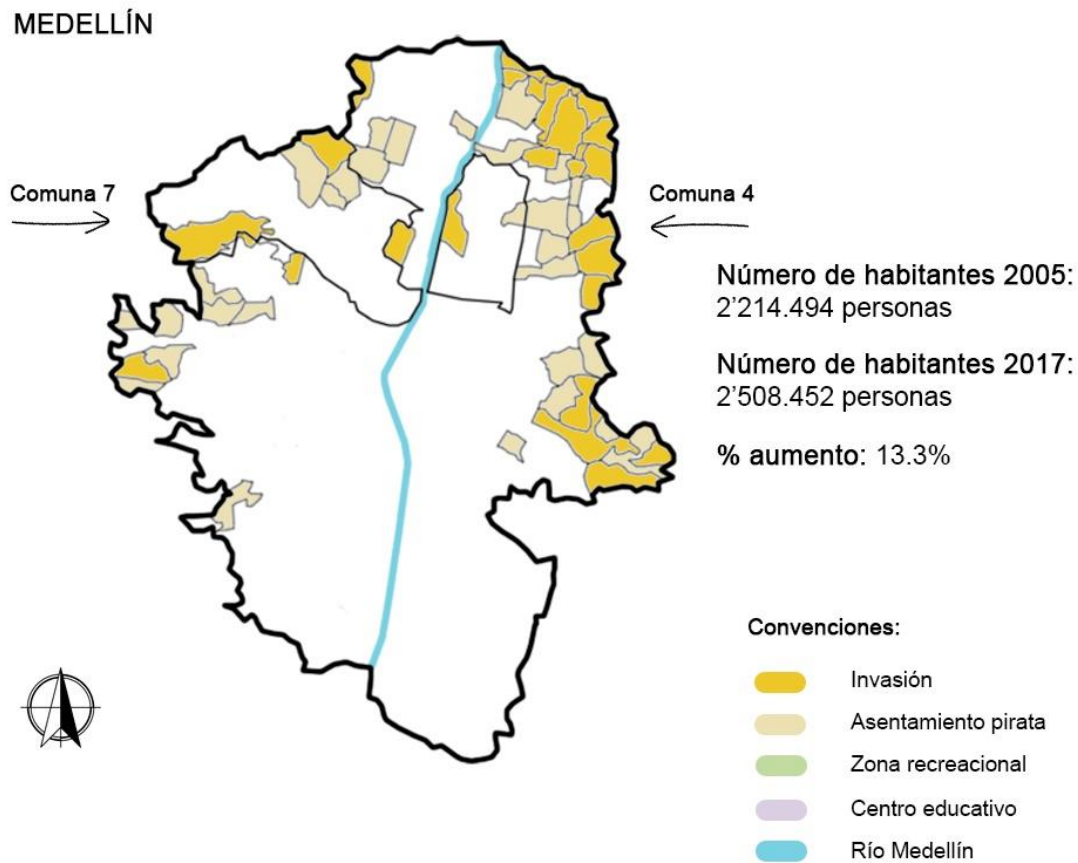 MEDELLÍN
Comuna 7
Comuna 4
Número de habitantes 2005:
2'214.494 personas
Número de habitantes 2017:
2'508.452 personas
% aumento: 13.3%
Convenciones:
Invasión
Asentamiento pirata
Zona recreacional
Centro educativo
Río Medellín